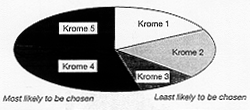 Krome 5
Krome 1
Krome 2
Krome 4
Krome 3
Most likely to be chosen
Least likely to be chosen